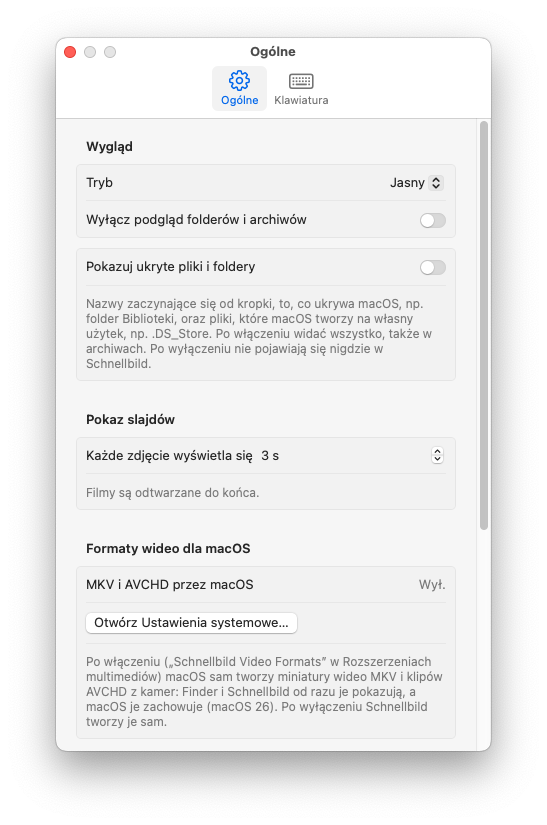 Ogólne
Ogólne
Klawiatura
Wygląd
Tryb
Jasny
Wyłącz podgląd folderów i archiwów
Pokazuj ukryte pliki i foldery
Nazwy zaczynające się od kropki, to, co ukrywa macOS, np.
folder Biblioteki, oraz pliki, które macOS tworzy na własny
użytek, np. .DS_Store. Po włączeniu widać wszystko, także w
archiwach. Po wyłączeniu nie pojawiają się nigdzie w
Schnellbild.
Pokaz slajdów
Każde zdjęcie wyświetla się 3 s
Filmy są odtwarzane do końca.
Formaty wideo dla macOS
MKV i AVCHD przez macOS
Wył.
Otwórz Ustawienia systemowe...
Po włączeniu („Schnellbild Video Formats” w Rozszerzeniach
multimediów) macOS sam tworzy miniatury wideo MKV i klipów
AVCHD z kamer: Finder i Schnellbild od razu je pokazują, a
macOS je zachowuje (macOS 26). Po wyłączeniu Schnellbild
tworzy je sam.